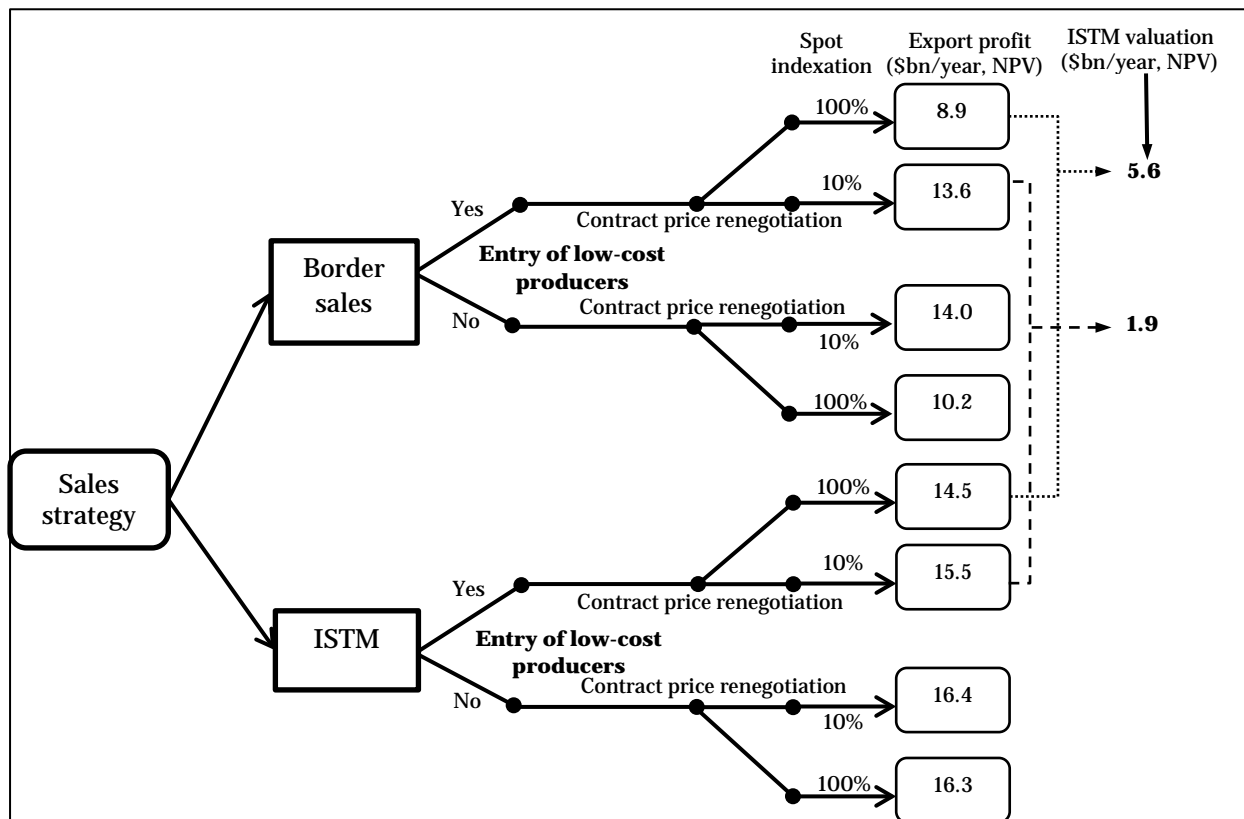 Spot
indexation
Export profit
($bn/year, NPV)
ISTM valuation
($bn/year, NPV)
100%
8.9
5.6
10%
13.6
Yes
Contract price renegotiation
Entry of low-cost
producers
Border
sales
No
Contract price renegotiation
10%
14.0
1.9
100%
10.2
Sales
strategy
100%
14.5
10%
15.5
Yes
Contract price renegotiation
Entry of low-cost
producers
ISTM
No
Contract price renegotiation
10%
16.4
100%
16.3